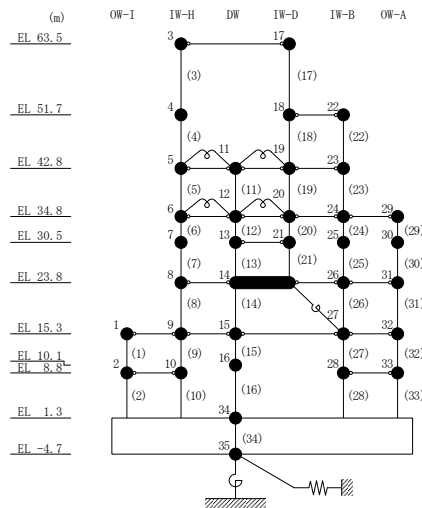 (m) OW-I IW-H DW IW-D IW-B OW-A
EL 63.5 3 17
(3) (17)
EL 51.7 4 18 22
(4) 11 19 (18) (22)
EL 42.8 5 23
(5) 12 (11) 20 (19) (23)
EL 34.8 6 24 29
(6) (12) (20) (24) (29)
EL 30.5 7 13 21 25 30
(7) (13) (21) (25) (30)
EL 23.8 8 14 26 31
(8) (14) (26) (31)
27
EL 15.3 1 9 15 32
(1) (9) (15) (27) (32)
EL 10.1 16
EL 8.8 2 10 28 33
(2) (10) (16) (28) (33)
EL 1.3 34
(34)
EL -4.7 35